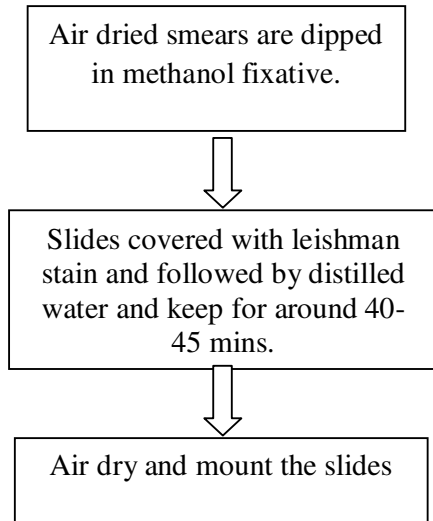 Air dried smears are dipped
in methanol fixative.
Slides covered with leishman
stain and followed by distilled
water and keep for around 40-
45 mins.
Air dry and mount the slides